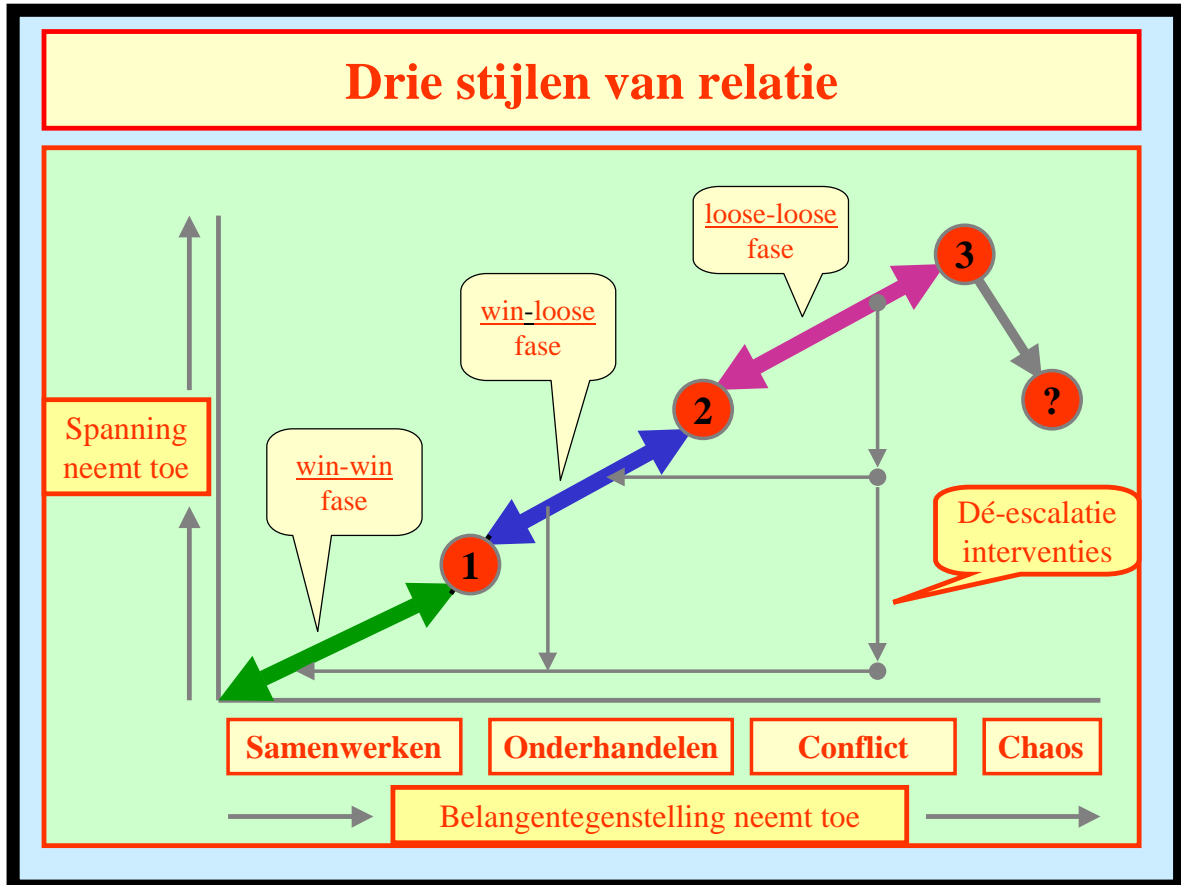 Drie stijlen van relatie
loose-loose
fase
3
win-loose
fase
2
?
Spanning
neemt toe
win-win
fase
1
Dé-escalatie
interventies
Samenwerken
Onderhandelen
Conflict
Chaos
Belangentegenstelling neemt toe